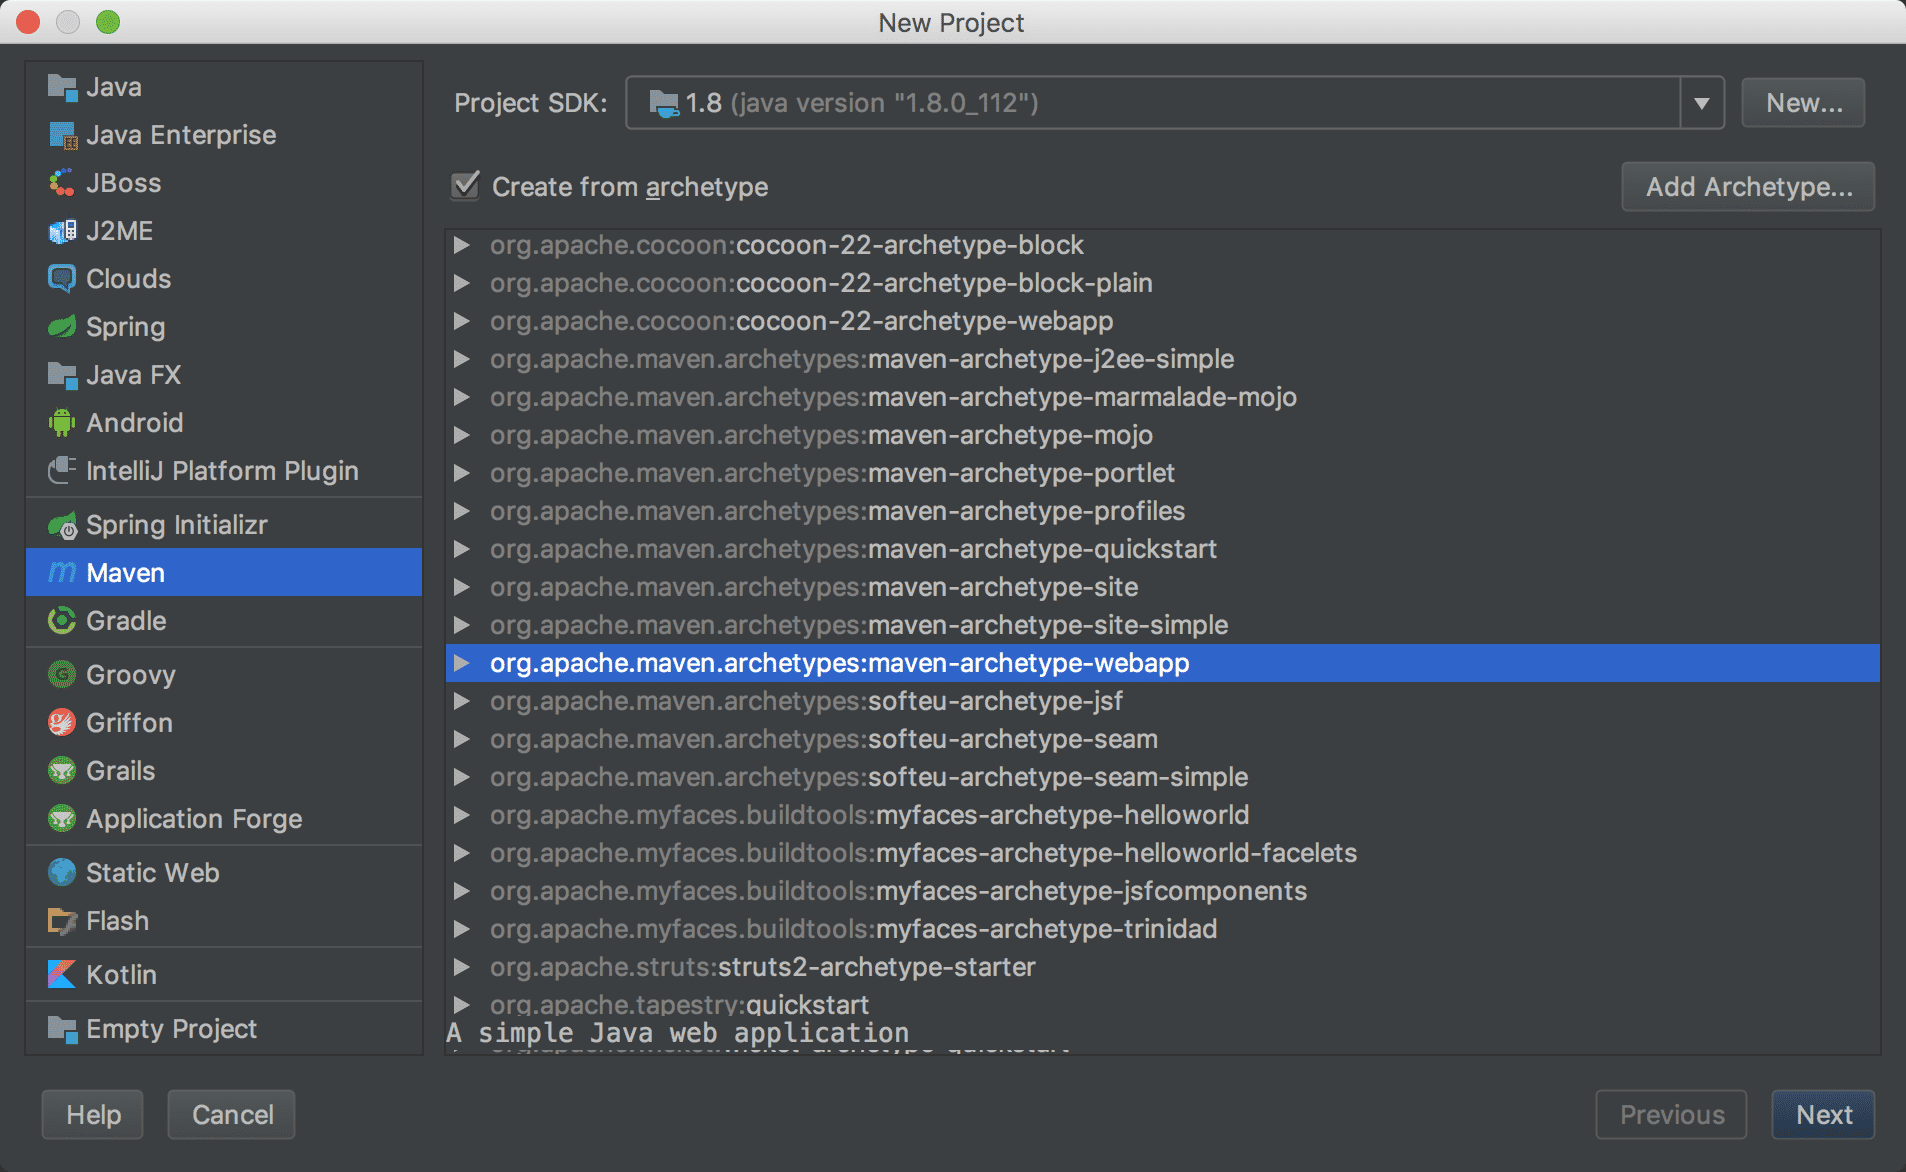 New Project
Java
Java Enterprise
JBoss
J2ME
Clouds
Spring
Java FX
Android
IntelliJ Platform Plugin
Spring Initializr
Maven
Gradle
Groovy
Griffon
Grails
Application Forge
Static Web
Flash
Kotlin
Empty Project
Project SDK: 1.8 (java version "1.8.0_112") New...
Create from archetype Add Archetype...
org.apache.cocoon:cocoon-22-archetype-block
org.apache.cocoon:cocoon-22-archetype-block-plain
org.apache.cocoon:cocoon-22-archetype-webapp
org.apache.maven.archetypes:maven-archetype-j2ee-simple
org.apache.maven.archetypes:maven-archetype-marmalade-mojo
org.apache.maven.archetypes:maven-archetype-mojo
org.apache.maven.archetypes:maven-archetype-portlet
org.apache.maven.archetypes:maven-archetype-profiles
org.apache.maven.archetypes:maven-archetype-quickstart
org.apache.maven.archetypes:maven-archetype-site
org.apache.maven.archetypes:maven-archetype-site-simple
org.apache.maven.archetypes:maven-archetype-webapp
org.apache.maven.archetypes:softeu-archetype-jsf
org.apache.maven.archetypes:softeu-archetype-seam
org.apache.maven.archetypes:softeu-archetype-seam-simple
org.apache.myfaces.buildtools:myfaces-archetype-helloworld
org.apache.myfaces.buildtools:myfaces-archetype-helloworld-facelets
org.apache.myfaces.buildtools:myfaces-archetype-jsfcomponents
org.apache.myfaces.buildtools:myfaces-archetype-trinidad
org.apache.struts:struts2-archetype-starter
org.apache.tapestry:quickstart
A simple Java web application
Help Cancel Previous Next